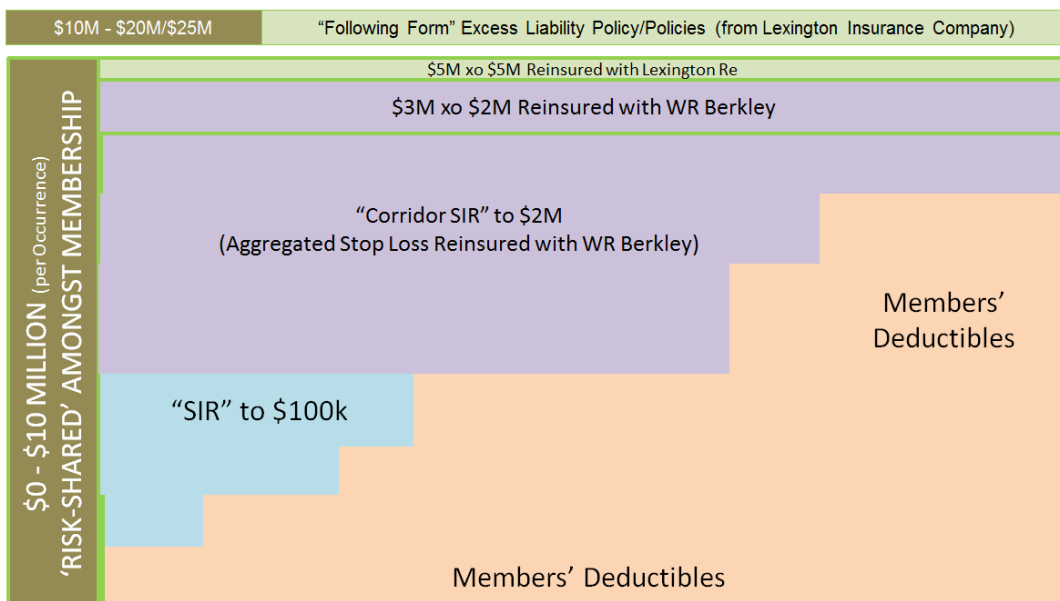 $10M - $20M/$25M
“Following Form” Excess Liability Policy/Policies (from Lexington Insurance Company)
$0 - $10 MILLION (per Occurrence)
‘RISK-SHARED’ AMONGST MEMBERSHIP
$5M xo $5M Reinsured with Lexington Re
$3M xo $2M Reinsured with WR Berkley
“Corridor SIR” to $2M
(Aggregated Stop Loss Reinsured with WR Berkley)
Members’
Deductibles
“SIR” to $100k
Members’ Deductibles